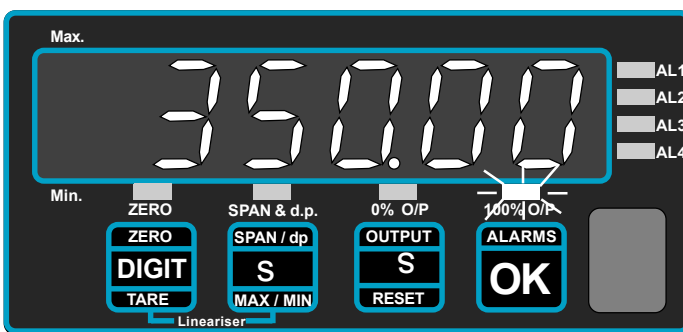 Max.
350.00
AL1
AL2
AL3
AL4
Min.
ZERO SPAN & d.p. 0% O/P 100% O/P
ZERO SPAN / dp OUTPUT ALARMS
DIGIT S S OK
TARE MAX / MIN RESET
Lineariser